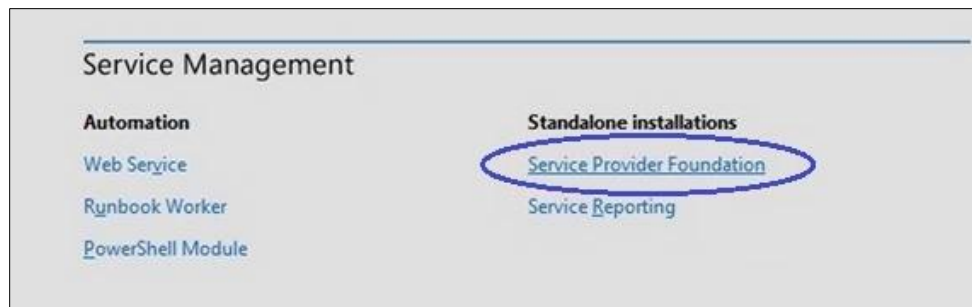 Service Management
Automation
Web Service
Runbook Worker
PowerShell Module
Standalone installations
Service Provider Foundation
Service Reporting